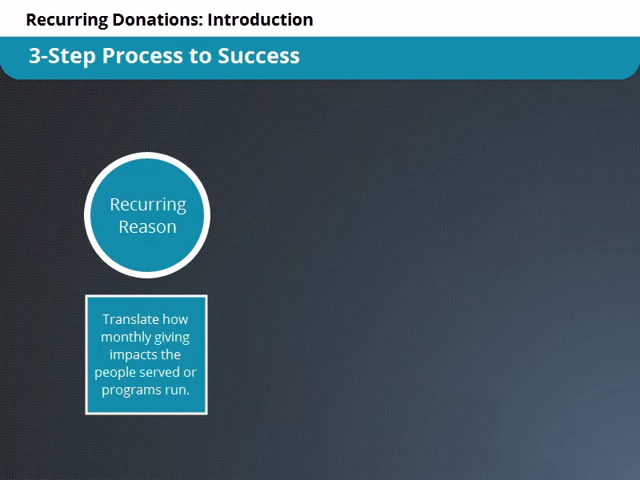 Recurring Donations: Introduction
3-Step Process to Success
Recurring
Reason
Translate how
monthly giving
impacts the
people served or
programs run.